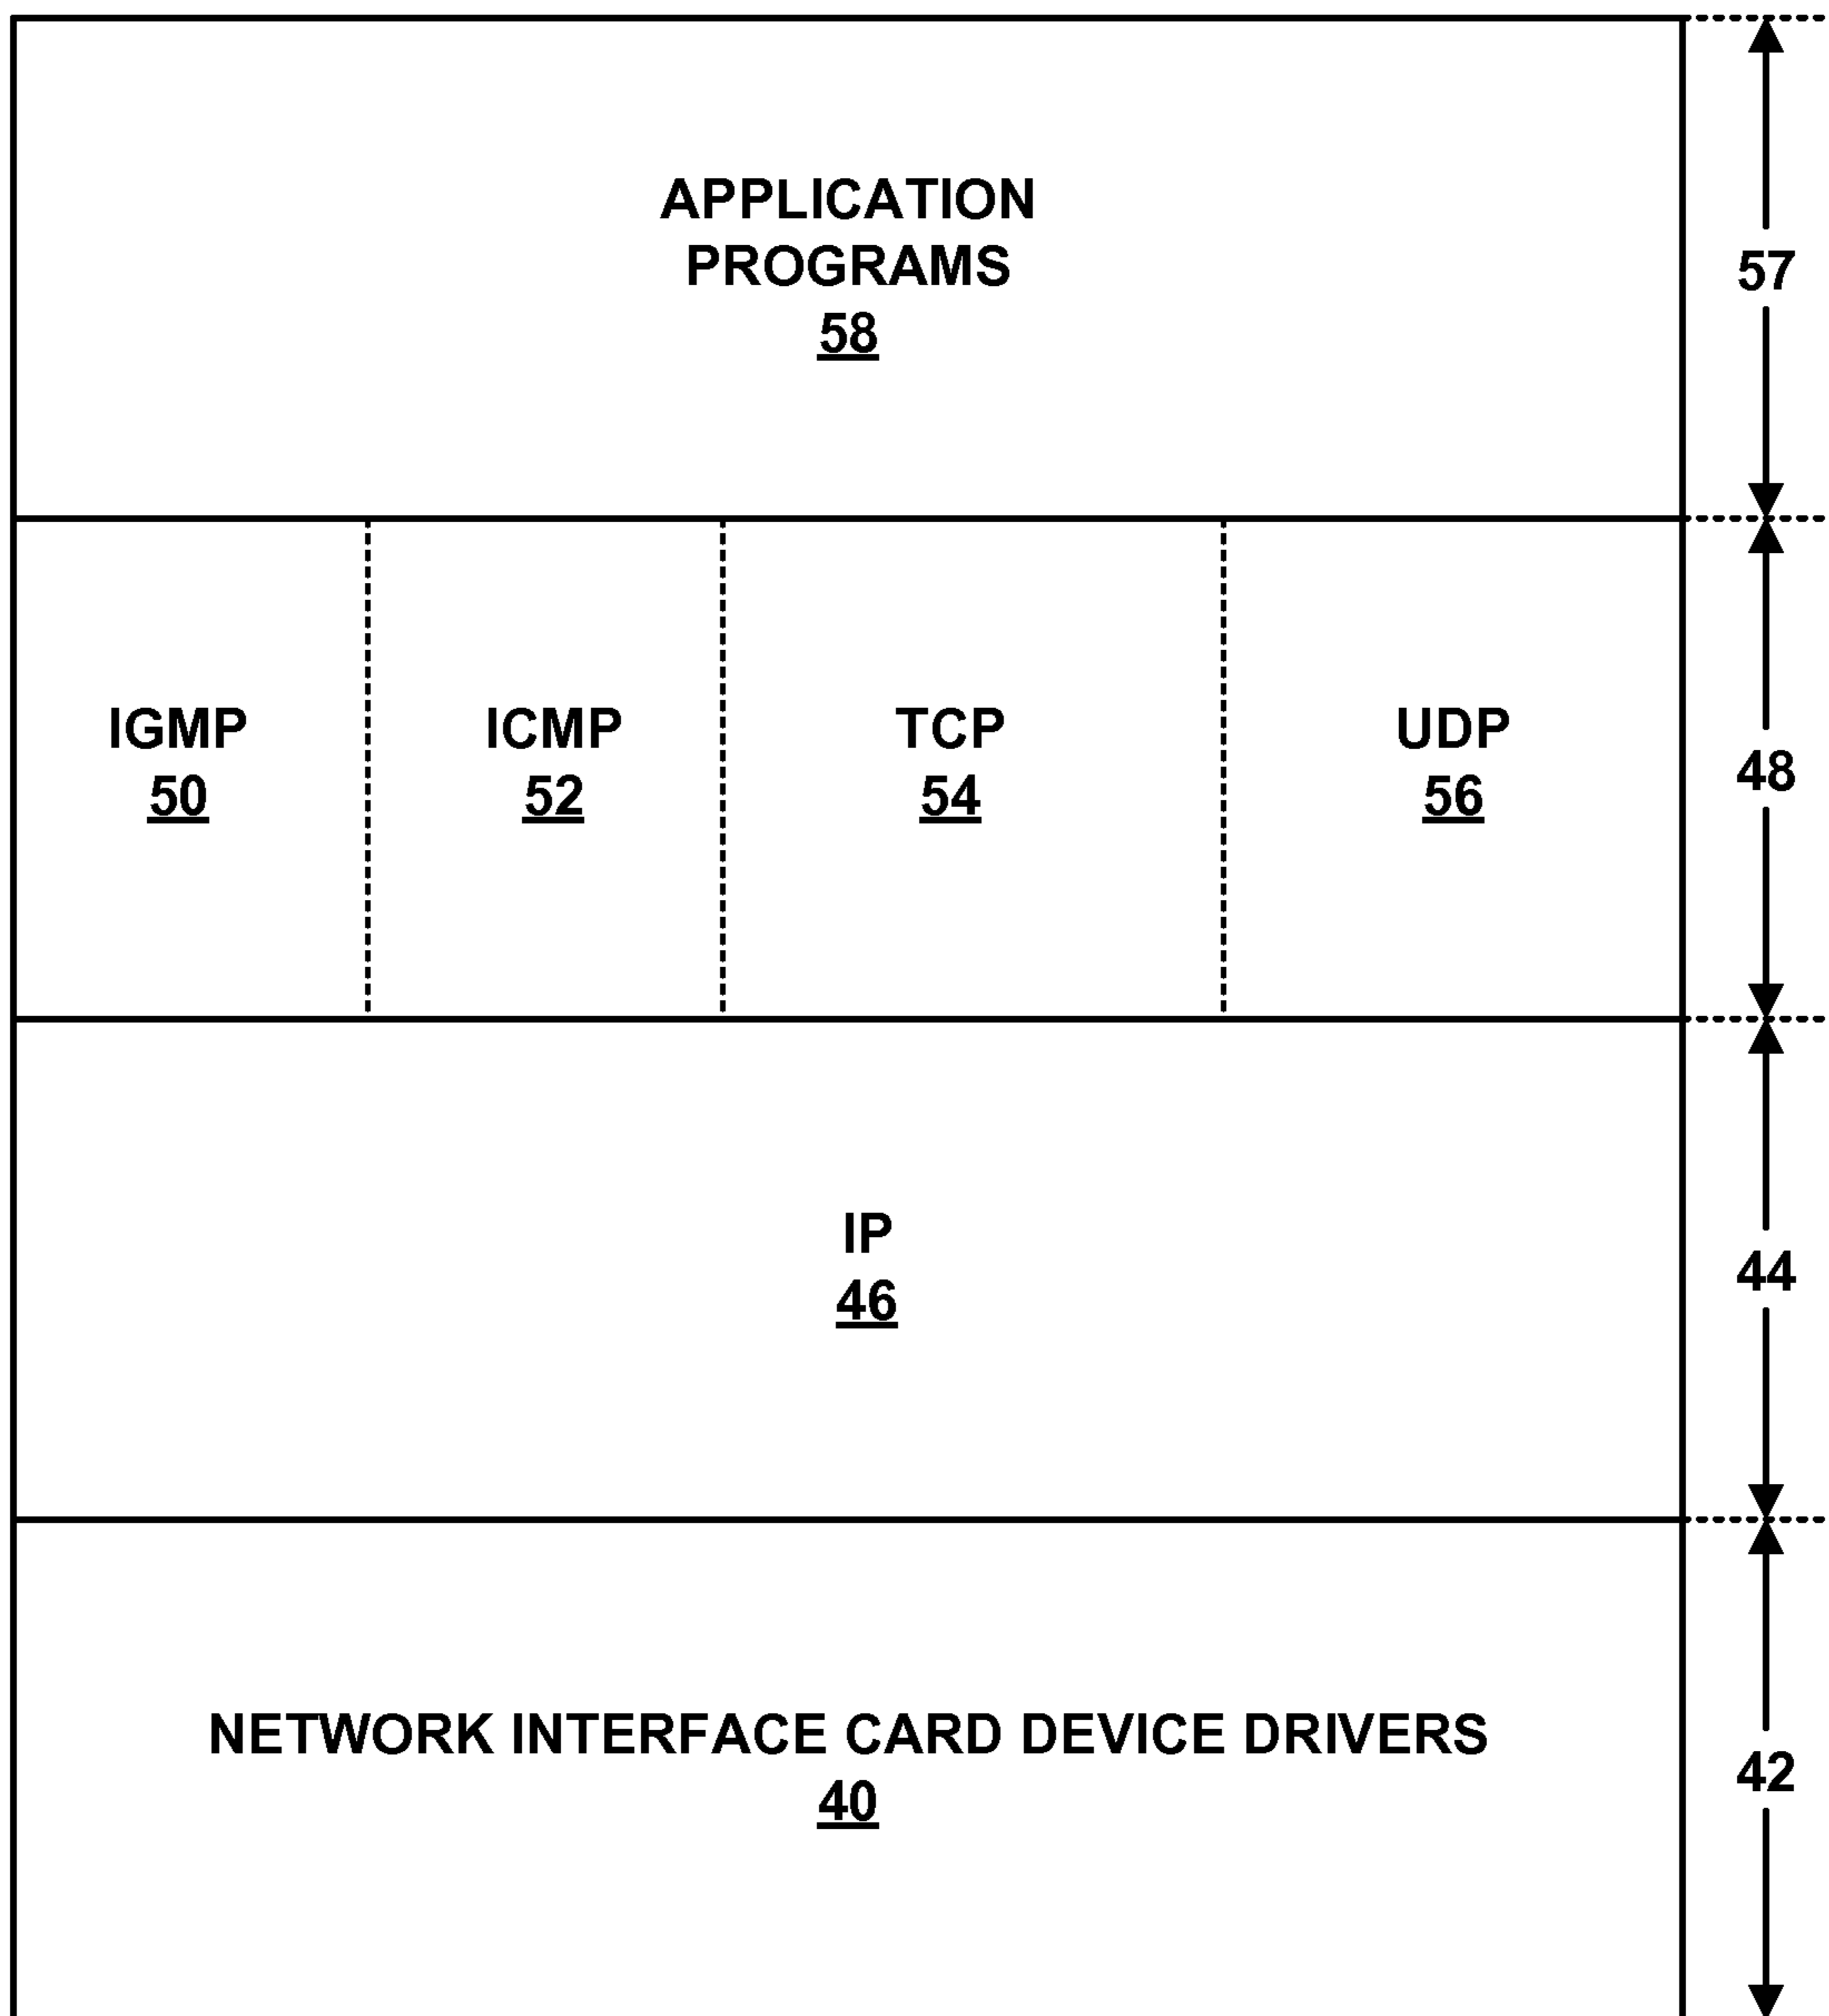 APPLICATION
PROGRAMS
58
57
IGMP
50
ICMP
52
TCP
54
UDP
56
48
IP
46
44
NETWORK INTERFACE CARD DEVICE DRIVERS
40
42